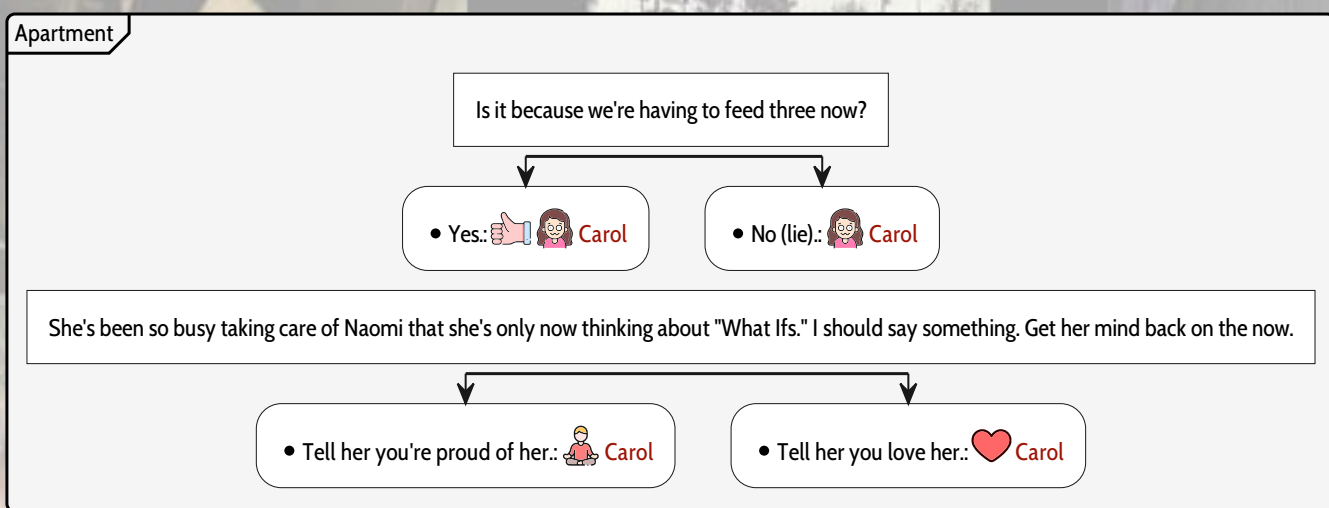 Apartment
Is it because we're having to feed three now?
• Yes.: Carol
• No (lie).: Carol
She's been so busy taking care of Naomi that she's only now thinking about "What Ifs." I should say something. Get her mind back on the now.
• Tell her you're proud of her.: Carol
• Tell her you love her.: Carol